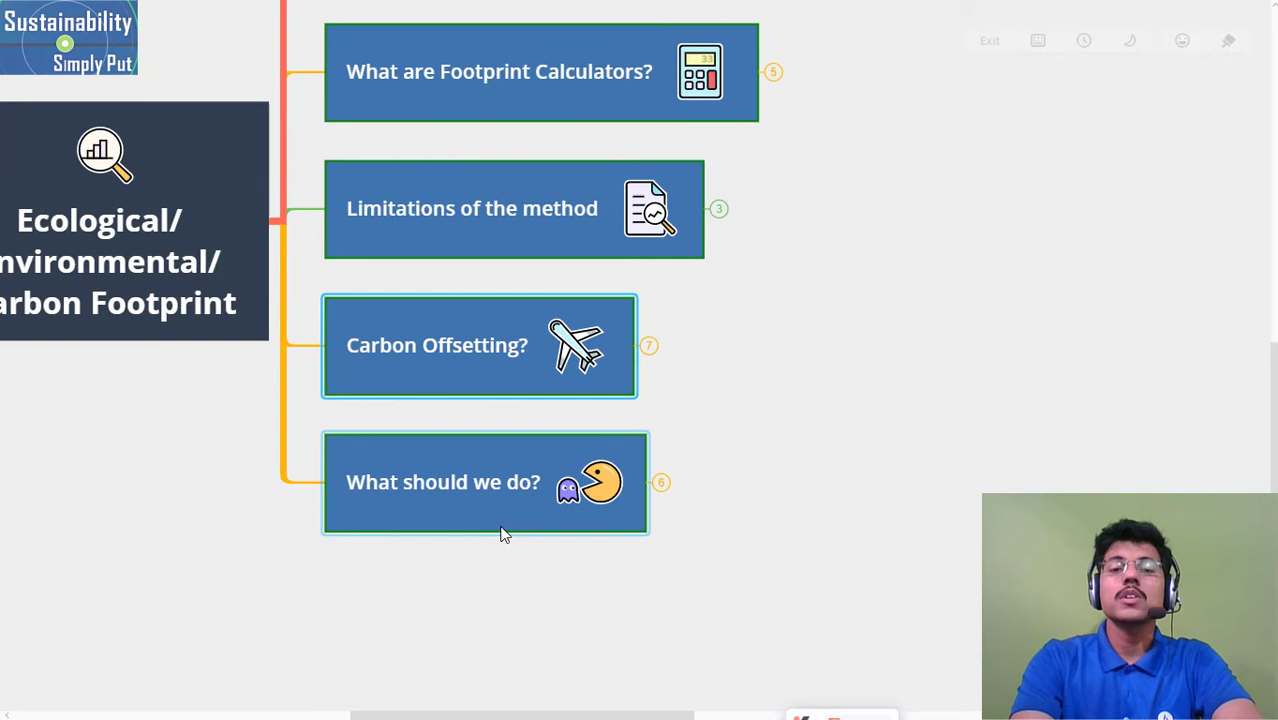 Sustainability
Simply Put
What are Footprint Calculators?
33
5
Exit
Limitations of the method
3
Ecological/
nvironmental/
arbon Footprint
Carbon Offsetting?
7
What should we do?
6